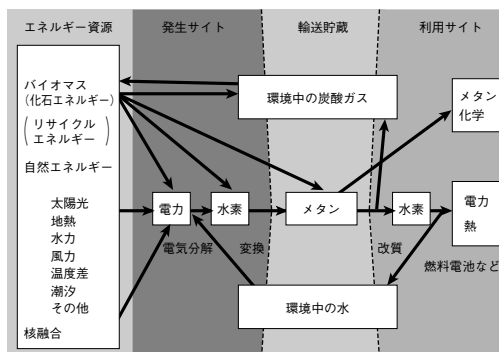 エネルギー資源
発生サイト
輸送貯蔵
利用サイト
バイオマス
（化石エネルギー）
（リサイクル
エネルギー）
自然エネルギー
太陽光
地熱
水力
風力
温度差
潮汐
その他
核融合
環境中の炭酸ガス
メタン
化学
電力
水素
メタン
水素
電力
熱
電気分解
変換
改質
燃料電池など
環境中の水